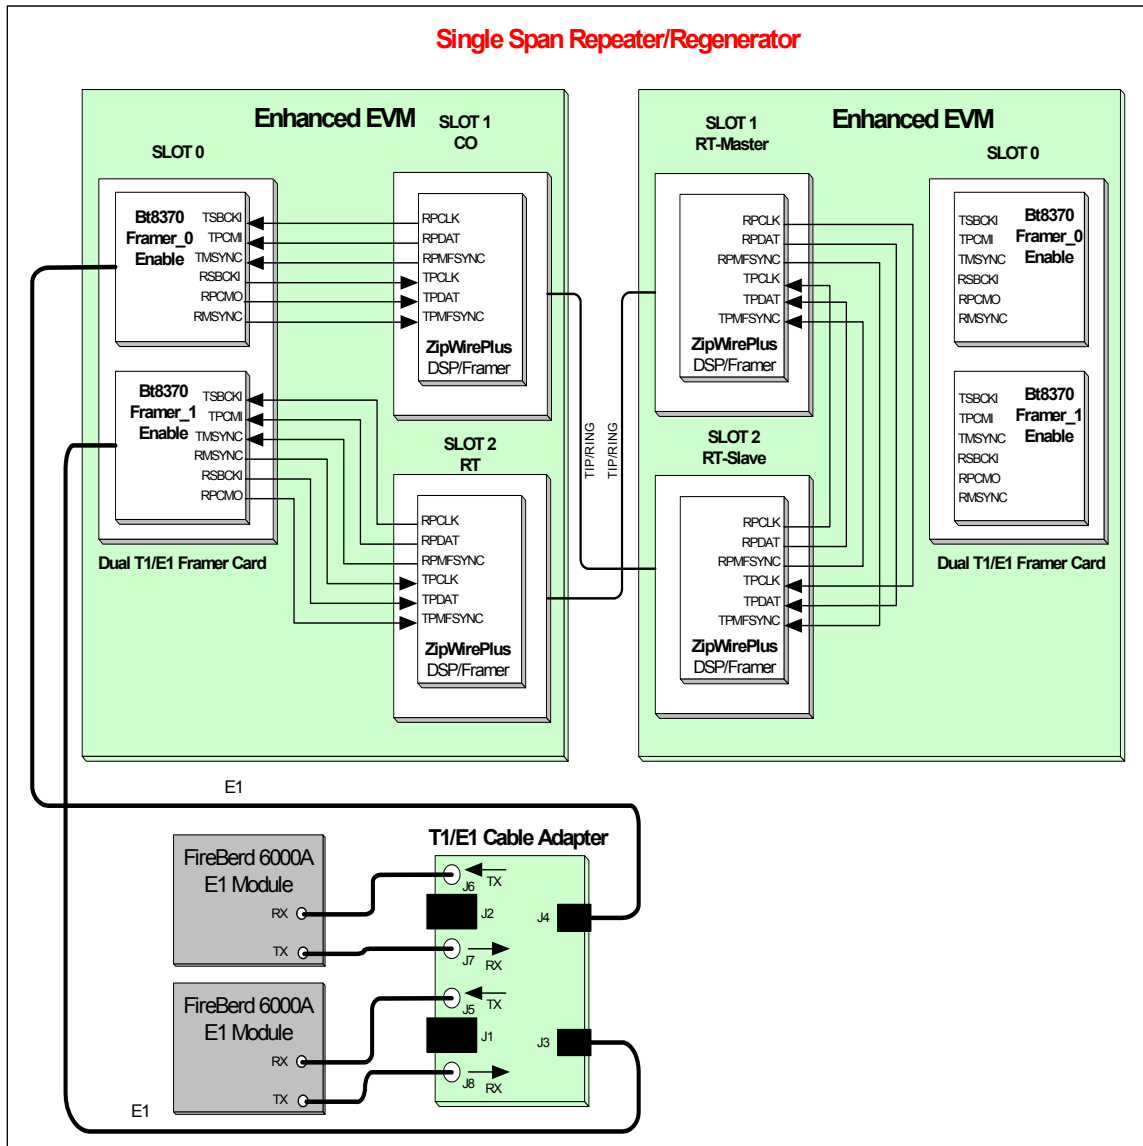 Single Span Repeater/Regenerator
Enhanced EVM
SLOT 1
CO
SLOT 0
Bt8370
Framer_0
Enable
TSBCKI
TPCMI
TMSYNC
RSBCKI
RPCMO
RMSYNC
RPCLK
RPDAT
RPMFSYNC
TPCLK
TPDAT
TPMFSYNC
ZipWirePlus
DSP/Framer
Bt8370
Framer_1
Enable
TSBCKI
TPCMI
TMSYNC
RMSYNC
RSBCKI
RPCMO
Dual T1/E1 Framer Card
SLOT 2
RT
RPCLK
RPDAT
RPMFSYNC
TPCLK
TPDAT
TPMFSYNC
ZipWirePlus
DSP/Framer
TIP/RING
TIP/RING
Enhanced EVM
SLOT 1
RT-Master
SLOT 0
RPCLK
RPDAT
RPMFSYNC
TPCLK
TPDAT
TPMFSYNC
ZipWirePlus
DSP/Framer
TSBCKI
TPCMI
TMSYNC
RSBCKI
RPCMO
RMSYNC
Bt8370
Framer_0
Enable
SLOT 2
RT-Slave
RPCLK
RPDAT
RPMFSYNC
TPCLK
TPDAT
TPMFSYNC
ZipWirePlus
DSP/Framer
TSBCKI
TPCMI
TMSYNC
RSBCKI
RPCMO
RMSYNC
Bt8370
Framer_1
Enable
Dual T1/E1 Framer Card
E1
T1/E1 Cable Adapter
FireBerd 6000A
E1 Module
RX
TX
J6
TX
J2
J4
J7
RX
FireBerd 6000A
E1 Module
RX
TX
J5
TX
J1
J3
J8
RX
E1